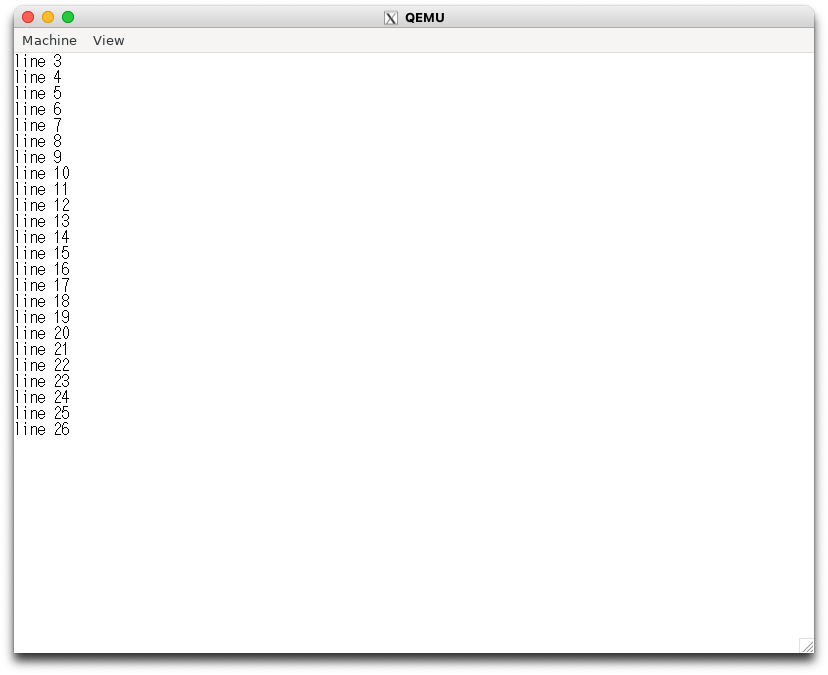 QEMU
Machine View
line 3
line 4
line 5
line 6
line 7
line 8
line 9
line 10
line 11
line 12
line 13
line 14
line 15
line 16
line 17
line 18
line 19
line 20
line 21
line 22
line 23
line 24
line 25
line 26